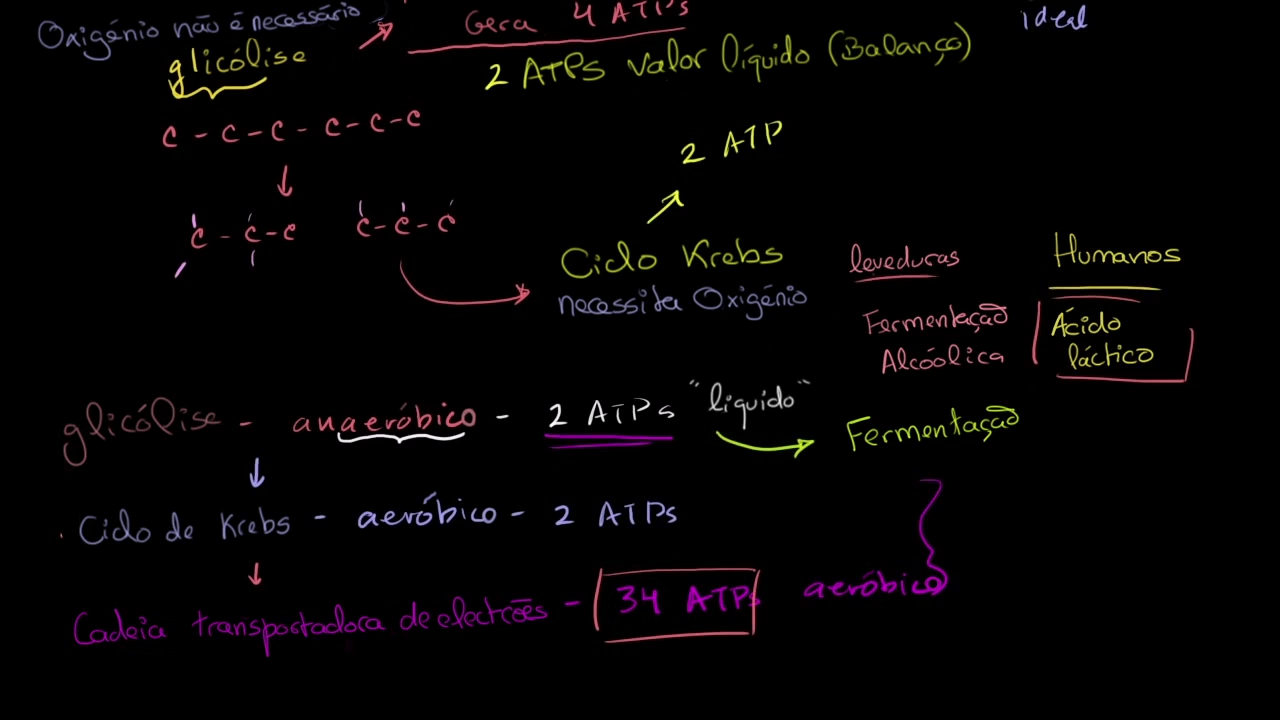 Oxigénio não é necessário
Gera 4 ATPs
ideal
glicólise
2 ATPs Valor líquido (Balanço)
C - C - C - C - C - C
2 ATP
C - C - C   C - C - C
Ciclo Krebs
necessita Oxigénio
leveduras
Humanos
Fermentação
Alcoólica
Ácido
láctico
glicólise - anaeróbico - 2 ATPs "líquido"
Fermentação
Ciclo de Krebs - aeróbico - 2 ATPs
Cadeia transportadora de electrões - 34 ATPs aeróbico